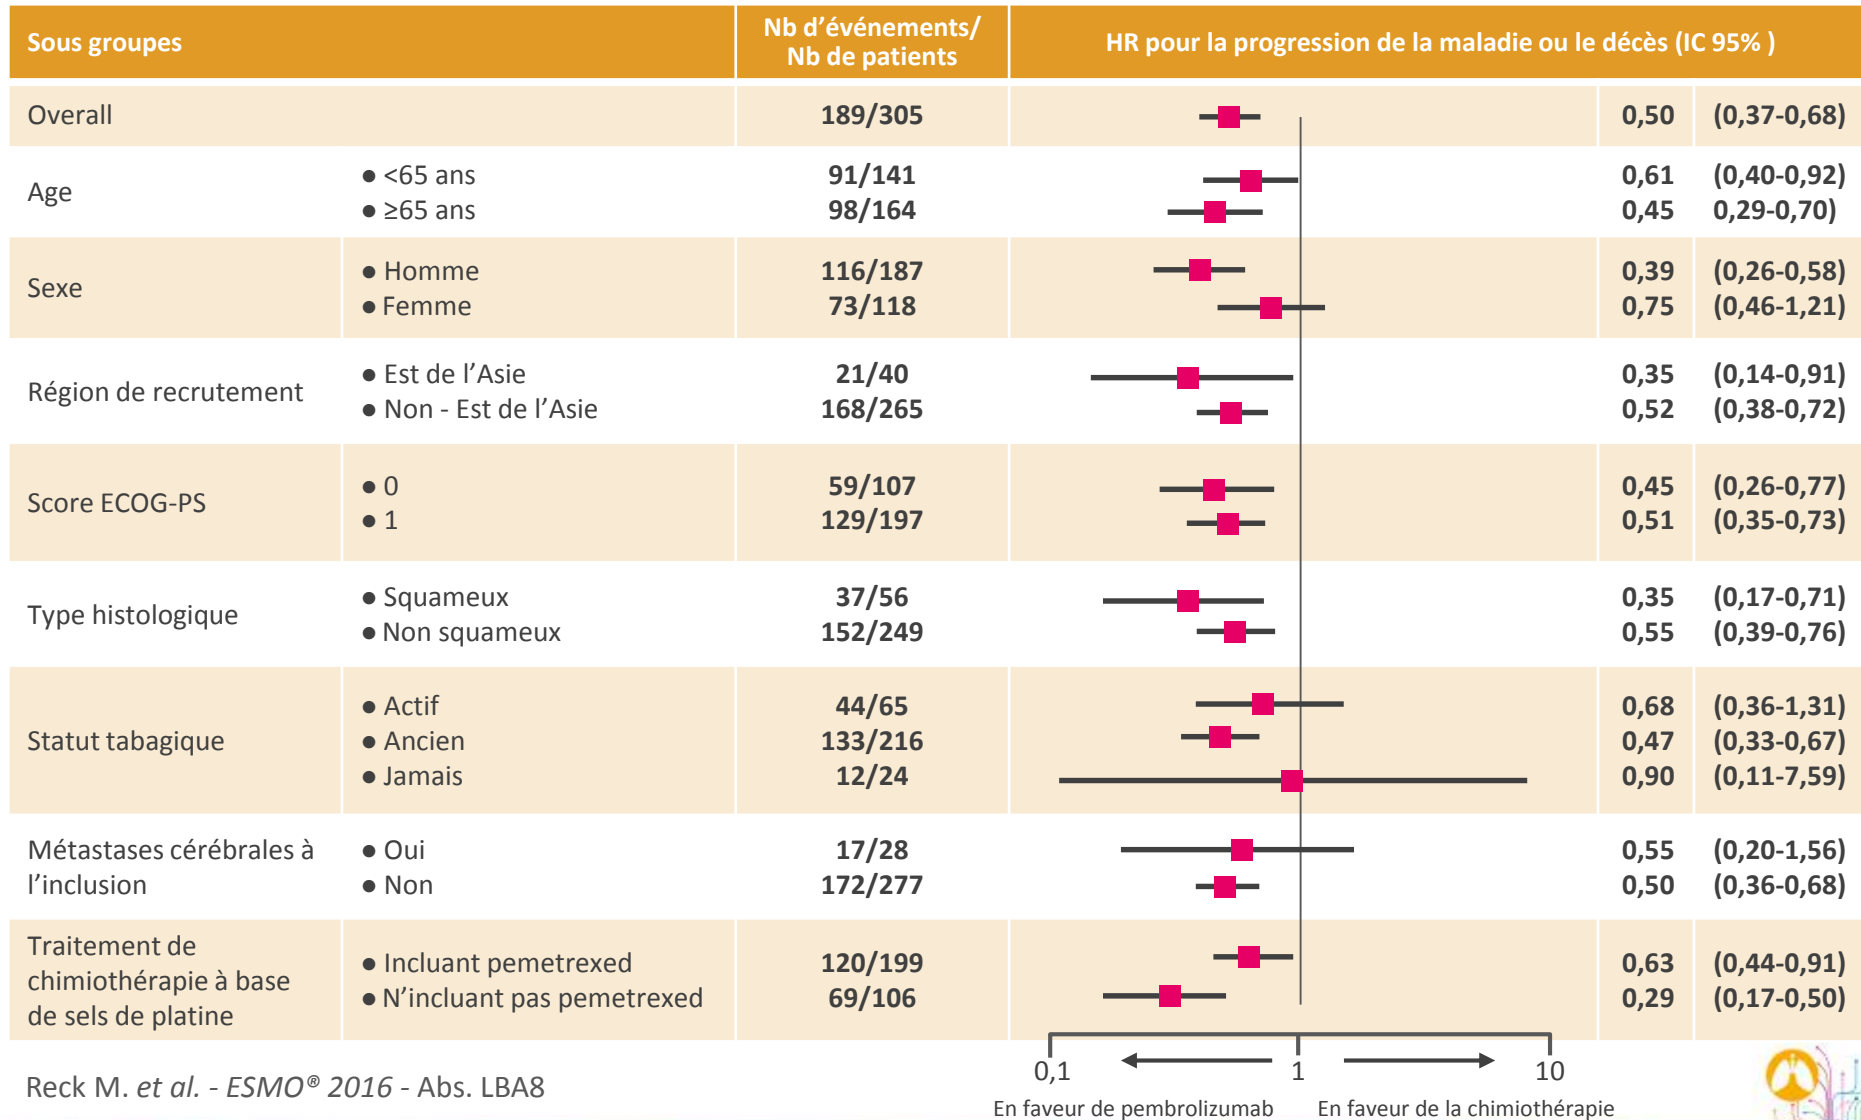 Sous groupes
Nb d'événements/
Nb de patients
HR pour la progression de la maladie ou le décès (IC 95% )
Overall 189/305 0,50 (0,37-0,68)
Age
● <65 ans 91/141 0,61 (0,40-0,92)
● ≥65 ans 98/164 0,45 0,29-0,70)
Sexe
● Homme 116/187 0,39 (0,26-0,58)
● Femme 73/118 0,75 (0,46-1,21)
Région de recrutement
● Est de l'Asie 21/40 0,35 (0,14-0,91)
● Non - Est de l'Asie 168/265 0,52 (0,38-0,72)
Score ECOG-PS
● 0 59/107 0,45 (0,26-0,77)
● 1 129/197 0,51 (0,35-0,73)
Type histologique
● Squameux 37/56 0,35 (0,17-0,71)
● Non squameux 152/249 0,55 (0,39-0,76)
Statut tabagique
● Actif 44/65 0,68 (0,36-1,31)
● Ancien 133/216 0,47 (0,33-0,67)
● Jamais 12/24 0,90 (0,11-7,59)
Métastases cérébrales à
l'inclusion
● Oui 17/28 0,55 (0,20-1,56)
● Non 172/277 0,50 (0,36-0,68)
Traitement de
chimiothérapie à base
de sels de platine
● Incluant pemetrexed 120/199 0,63 (0,44-0,91)
● N'incluant pas pemetrexed 69/106 0,29 (0,17-0,50)
0,1 1 10
En faveur de pembrolizumab En faveur de la chimiothérapie
Reck M. et al. - ESMO® 2016 - Abs. LBA8